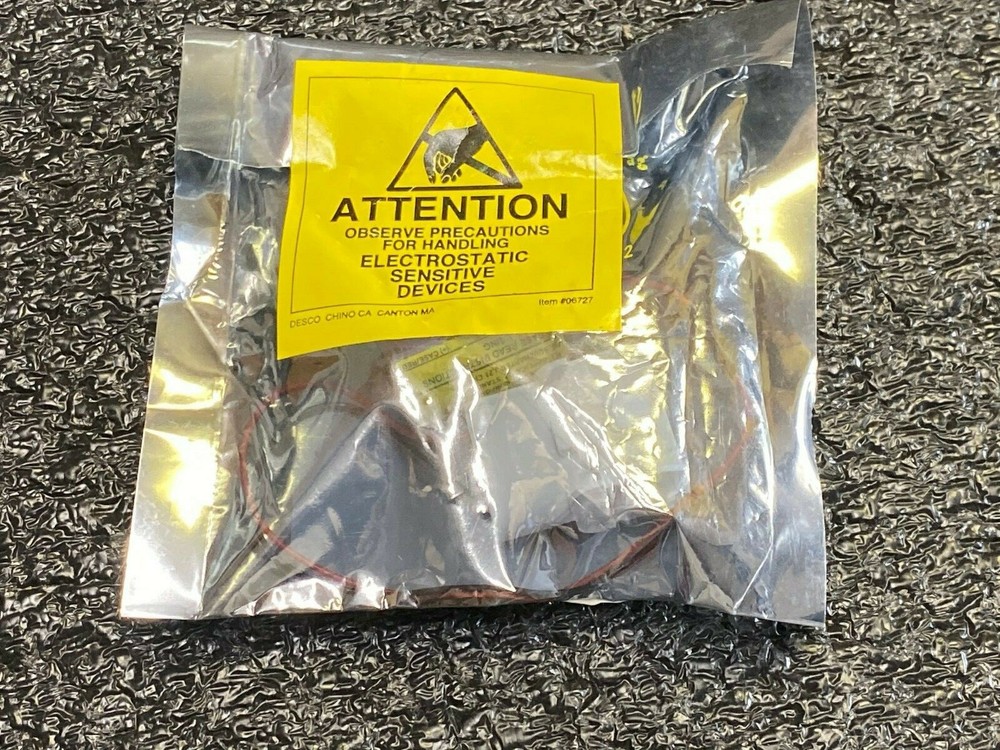 ATTENTION
OBSERVE PRECAUTIONS
FOR HANDLING
ELECTROSTATIC
SENSITIVE
DEVICES
Item #06727
DESCO CHINO CA CANTON MA